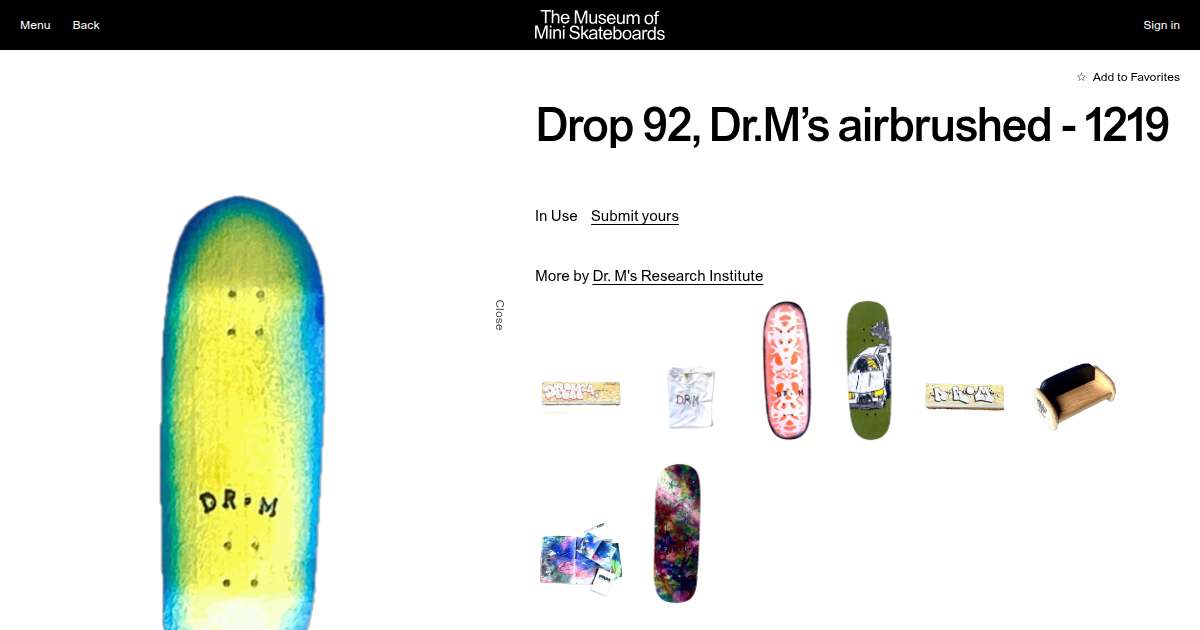 Menu
Back
The Museum of
Mini Skateboards
Sign in
☆ Add to Favorites
Drop 92, Dr.M’s airbrushed - 1219
In Use Submit yours
More by Dr. M's Research Institute
Close
DR·M
DRM